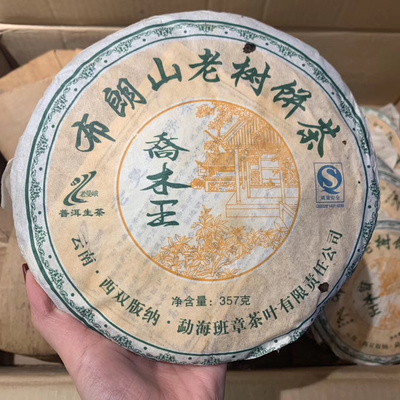 布朗山老树饼茶
喬木王
普洱生茶
净含量: 357克
云南·西双版纳·勐海班章茶叶有限责任公司